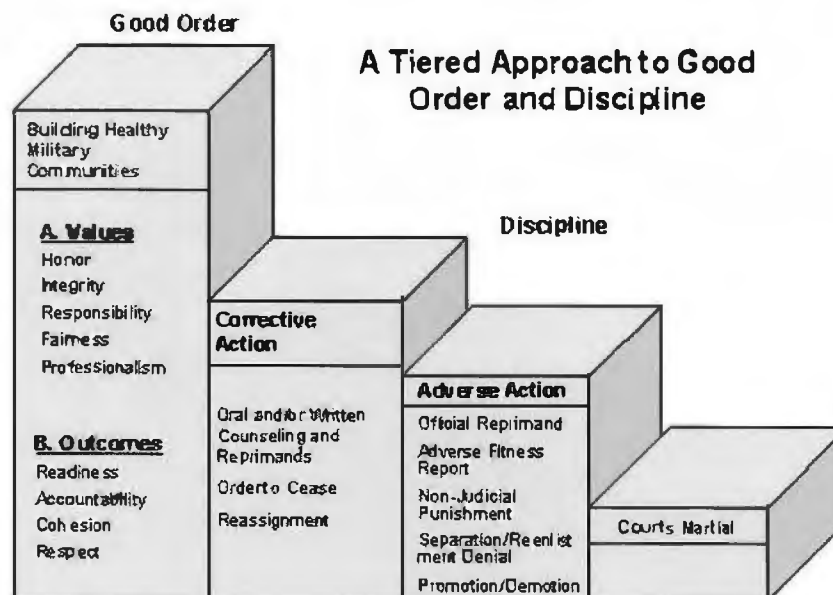 Good Order
A Tiered Approach to Good
Order and Discipline
Building Healthy
Military
Communities
A. Values
Honor
Integrity
Responsibility
Fairness
Professionalism
B. Outcomes
Readiness
Accountability
Cohesion
Respect
Discipline
Corrective
Action
Oral and/or Written
Counseling and
Reprimands
Order to Cease
Reassignment
Adverse Action
Official Reprimand
Adverse Fitness
Report
Non-Judicial
Punishment
Separation/Reenlist
ment Denial
Promotion/Demotion
Courts Martial